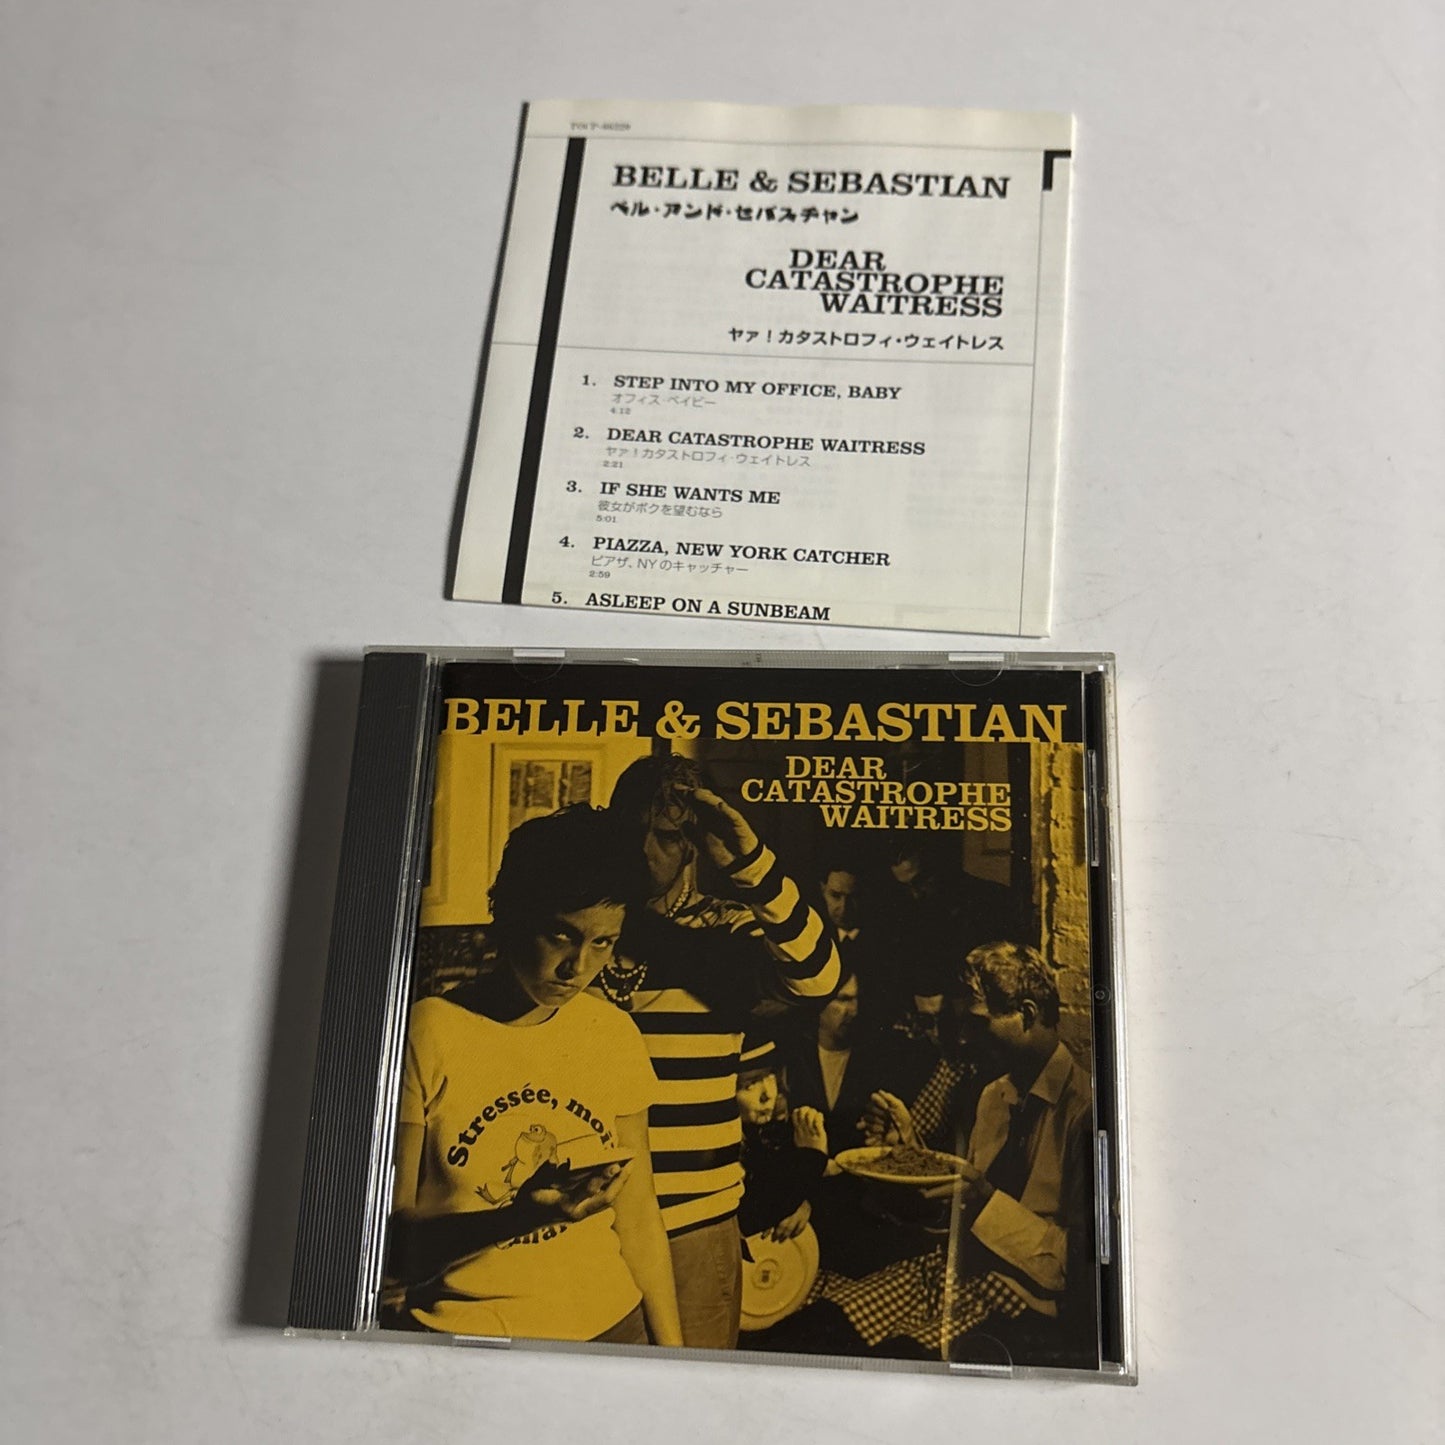 BELLE & SEBASTIAN
ベル・アンド・セバスチャン
DEAR
CATASTROPHE
WAITRESS
ヤァ！カタストロフィ・ウェイトレス
1. STEP INTO MY OFFICE, BABY
オフィス・ベイビー
4:12
2. DEAR CATASTROPHE WAITRESS
ヤァ！カタストロフィ・ウェイトレス
2:21
3. IF SHE WANTS ME
彼女がボクを望むなら
5:01
4. PIAZZA, NEW YORK CATCHER
ピアザ、NYのキャッチャー
2:59
5. ASLEEP ON A SUNBEAM
BELLE & SEBASTIAN
DEAR
CATASTROPHE
WAITRESS
Stressée, moi